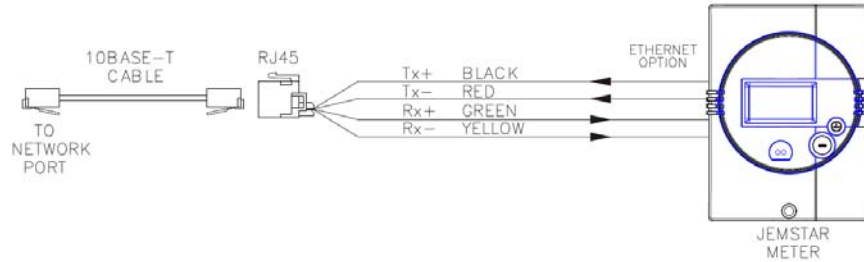 10BASE-T
CABLE
TO
NETWORK
PORT
RJ45
Tx+ BLACK
Tx- RED
Rx+ GREEN
Rx- YELLOW
ETHERNET
OPTION
JEMSTAR
METER